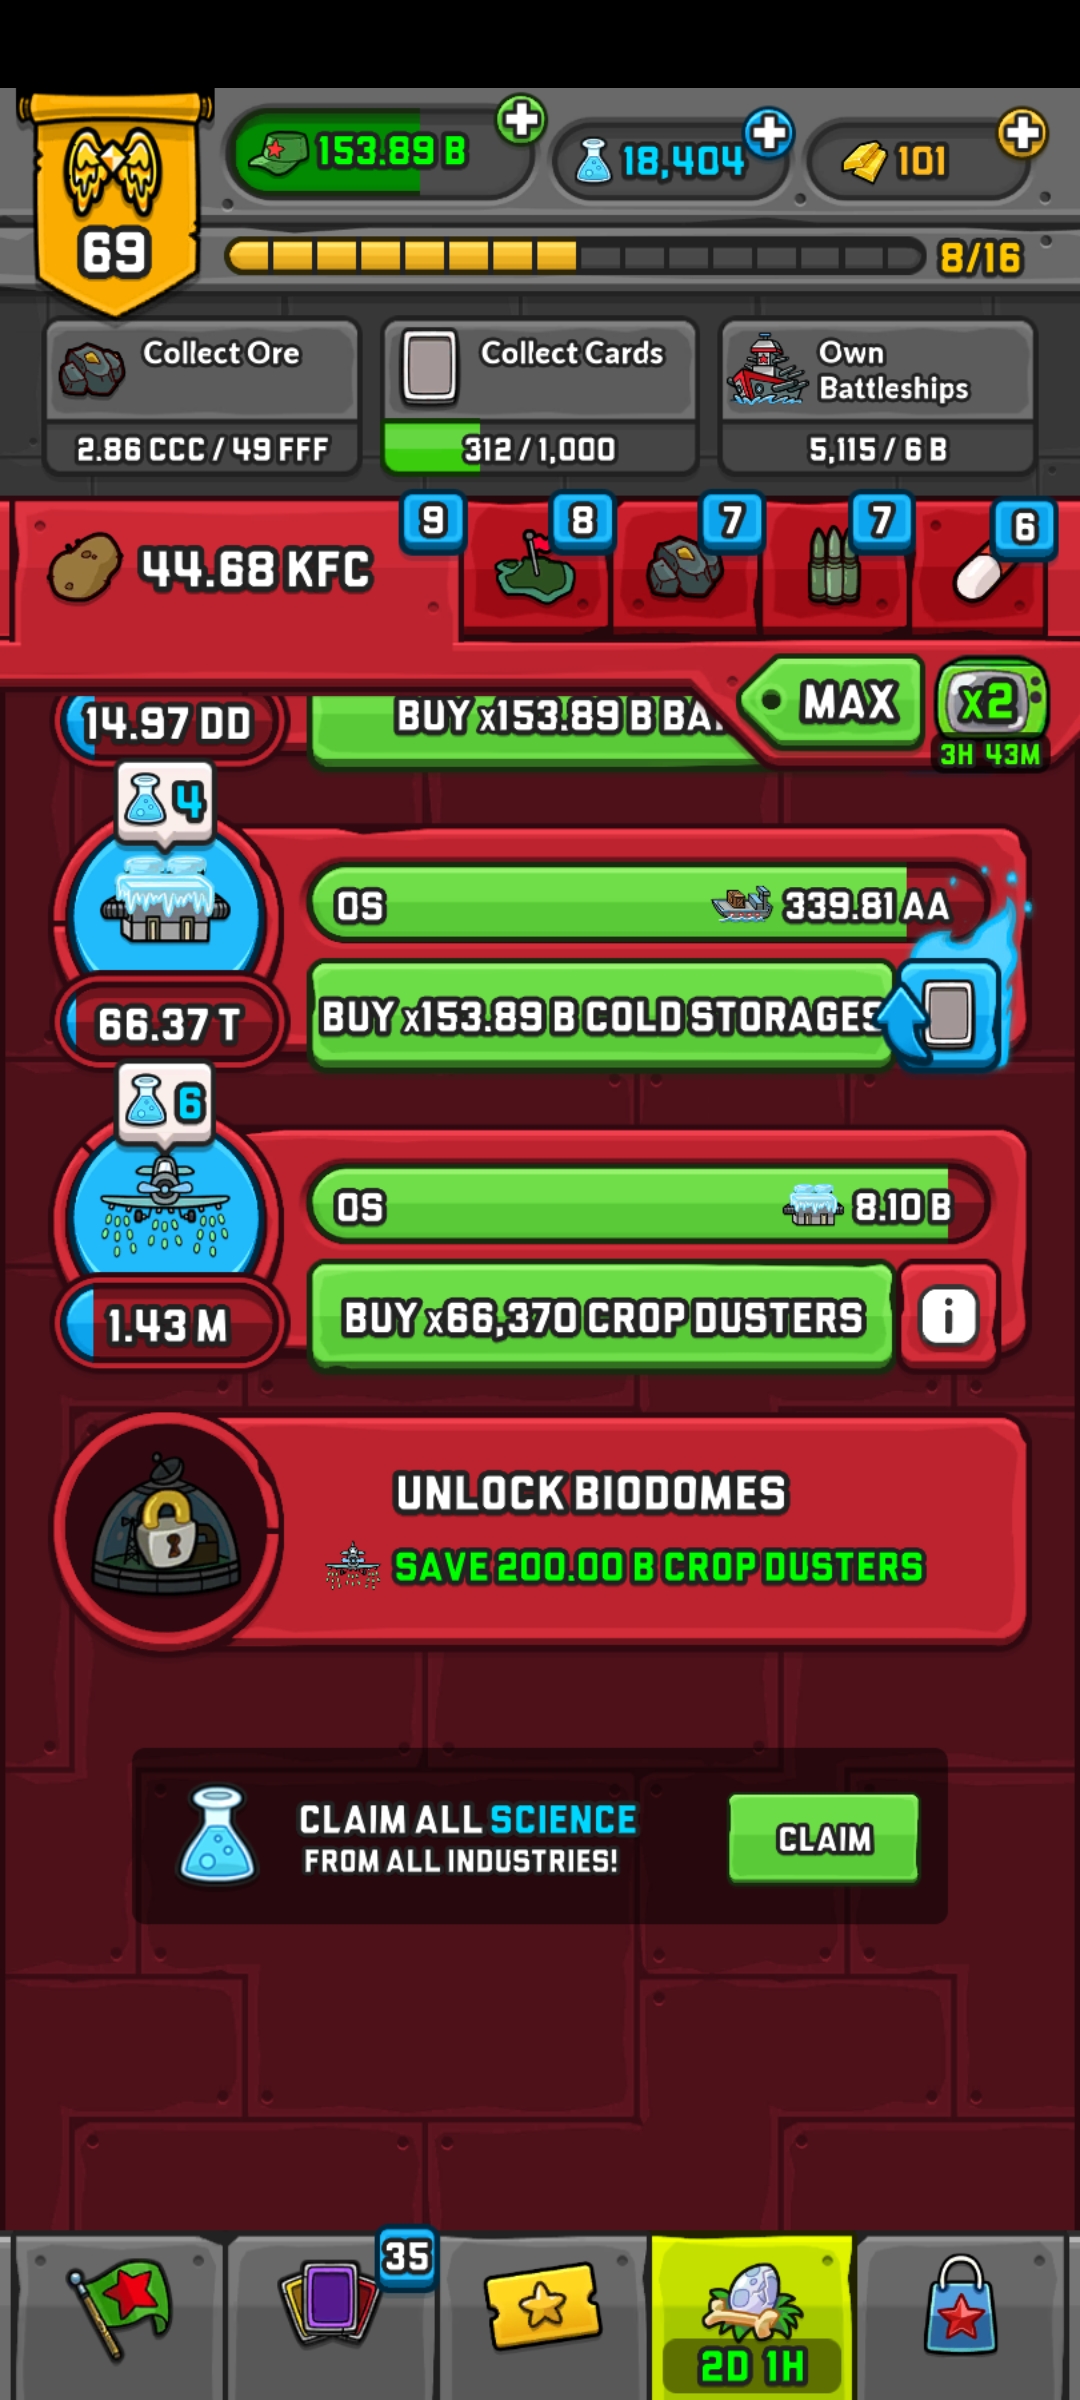 153.89 B
18,404
101
69
8/16
Collect Ore
2.86 CCC / 49 FFF
Collect Cards
312 / 1,000
Own
Battleships
5,115 / 6 B
44.68 KFC
9
8
7
7
6
MAX
x2
3H 43M
14.97 DD
BUY x153.89 B
4
OS
339.81 AA
66.37 T
BUY x153.89 B COLD STORAGES
6
OS
8.10 B
1.43 M
BUY x66,370 CROP DUSTERS
i
UNLOCK BIODOMES
SAVE 200.00 B CROP DUSTERS
CLAIM ALL SCIENCE
FROM ALL INDUSTRIES!
CLAIM
35
2D 1H